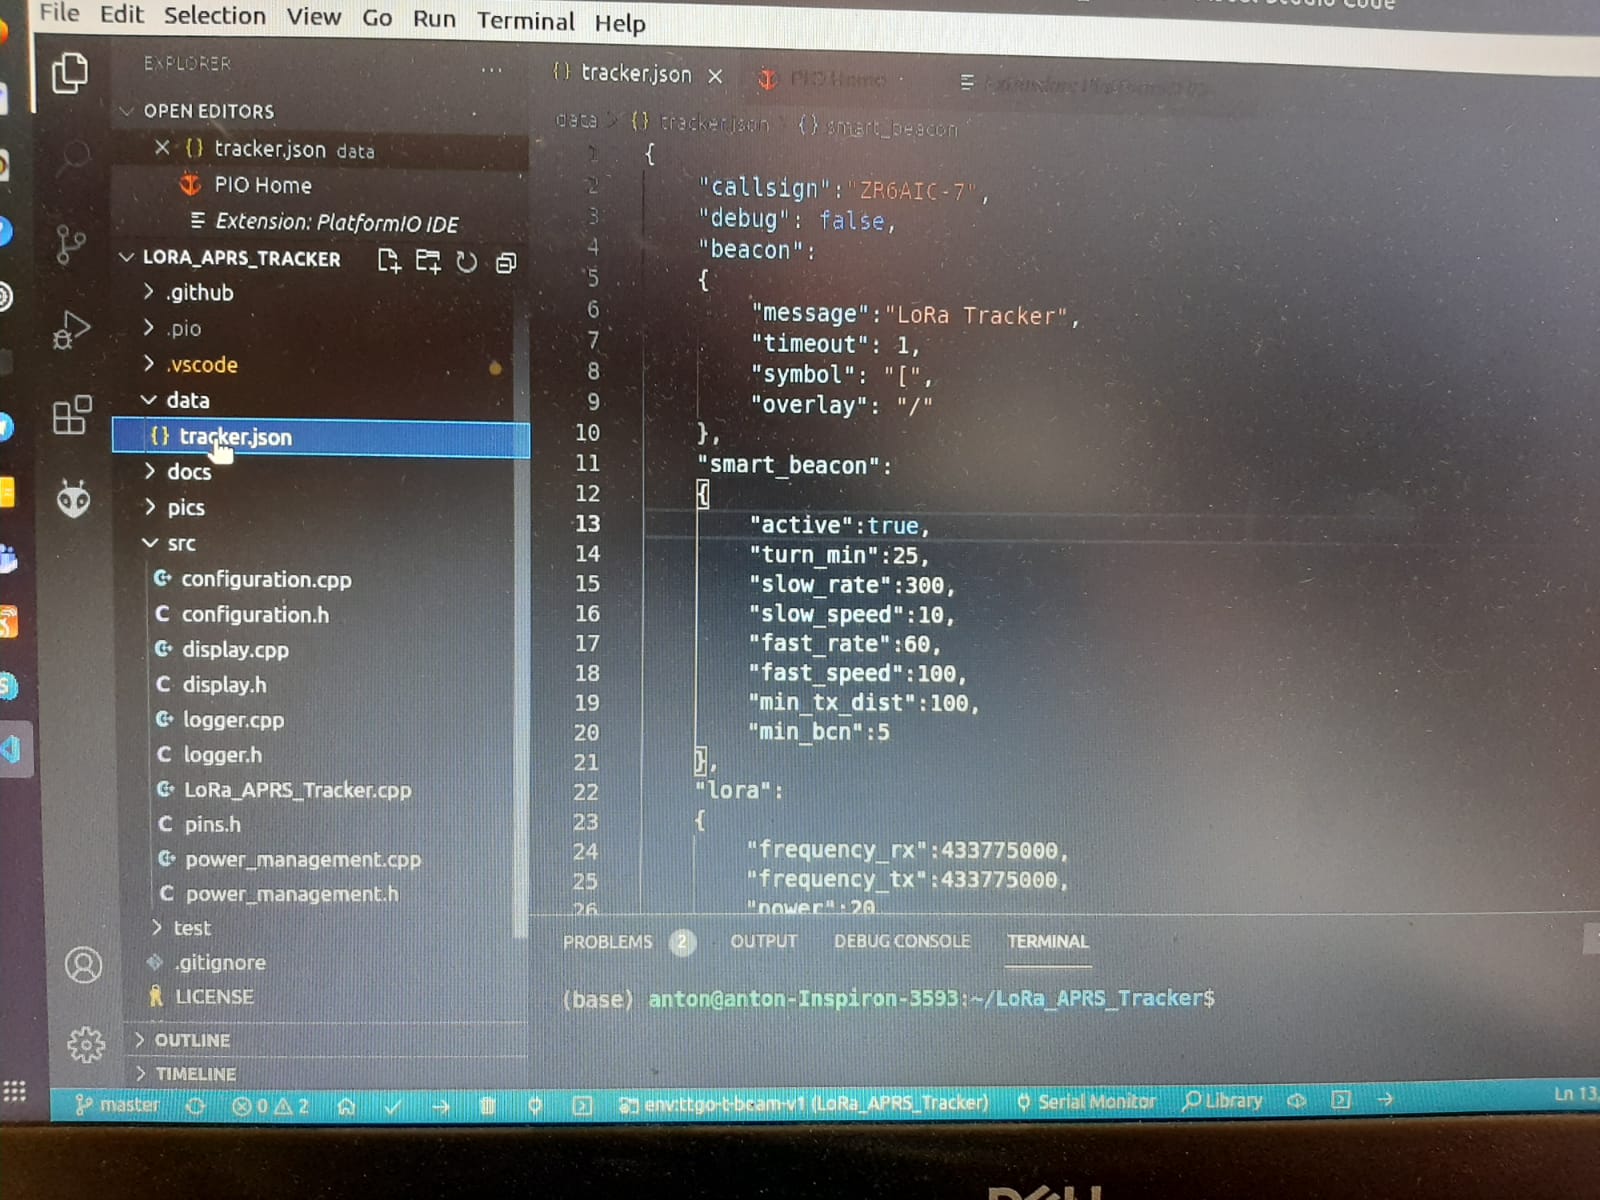 File Edit Selection View Go Run Terminal Help
Studio Code
EXPLORER
OPEN EDITORS
tracker.json data
PIO Home
Extension: PlatformIO IDE
LORA_APRS_TRACKER
.github
.pio
.vscode
data
tracker.json
docs
pics
src
configuration.cpp
configuration.h
display.cpp
display.h
logger.cpp
logger.h
LoRa_APRS_Tracker.cpp
pins.h
power_management.cpp
power_management.h
test
.gitignore
LICENSE
OUTLINE
TIMELINE
{} tracker.json × PIO Home
data > {} tracker.json > {} smart_beacon
1 {
2 "callsign":"ZR6AIC-7",
3 "debug": false,
4 "beacon":
5 {
6 "message":"LoRa Tracker",
7 "timeout": 1,
8 "symbol": "[",
9 "overlay": "/"
10 },
11 "smart_beacon":
12 {
13 "active":true,
14 "turn_min":25,
15 "slow_rate":300,
16 "slow_speed":10,
17 "fast_rate":60,
18 "fast_speed":100,
19 "min_tx_dist":100,
20 "min_bcn":5
21 },
22 "lora":
23 {
24 "frequency_rx":433775000,
25 "frequency_tx":433775000,
26 "power":20
PROBLEMS 2 OUTPUT DEBUG CONSOLE TERMINAL
(base) anton@anton-Inspiron-3593:~/LoRa_APRS_Tracker$
master 0 2 env:ttgo-t-beam-v1 (LoRa_APRS_Tracker) Serial Monitor Library Ln 13,
DELL